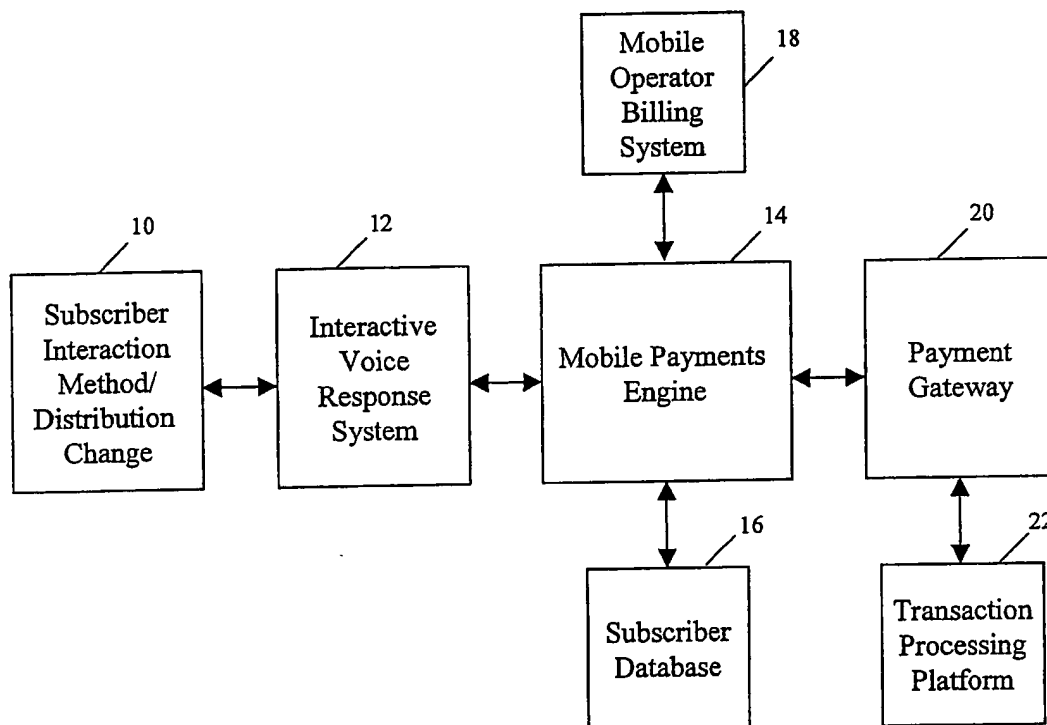 Mobile
Operator
Billing
System
18
10
Subscriber
Interaction
Method/
Distribution
Change
12
Interactive
Voice
Response
System
14
Mobile Payments
Engine
20
Payment
Gateway
16
Subscriber
Database
22
Transaction
Processing
Platform